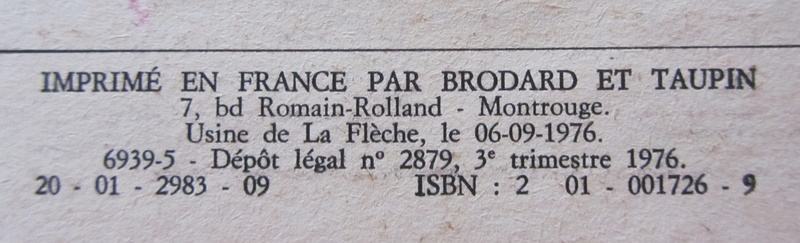 IMPRIMÉ EN FRANCE PAR BRODARD ET TAUPIN
7, bd Romain-Rolland - Montrouge.
Usine de La Flèche, le 06-09-1976.
6939-5 - Dépôt légal nº 2879, 3e trimestre 1976.
20 - 01 - 2983 - 09 ISBN : 2 01 - 001726 - 9